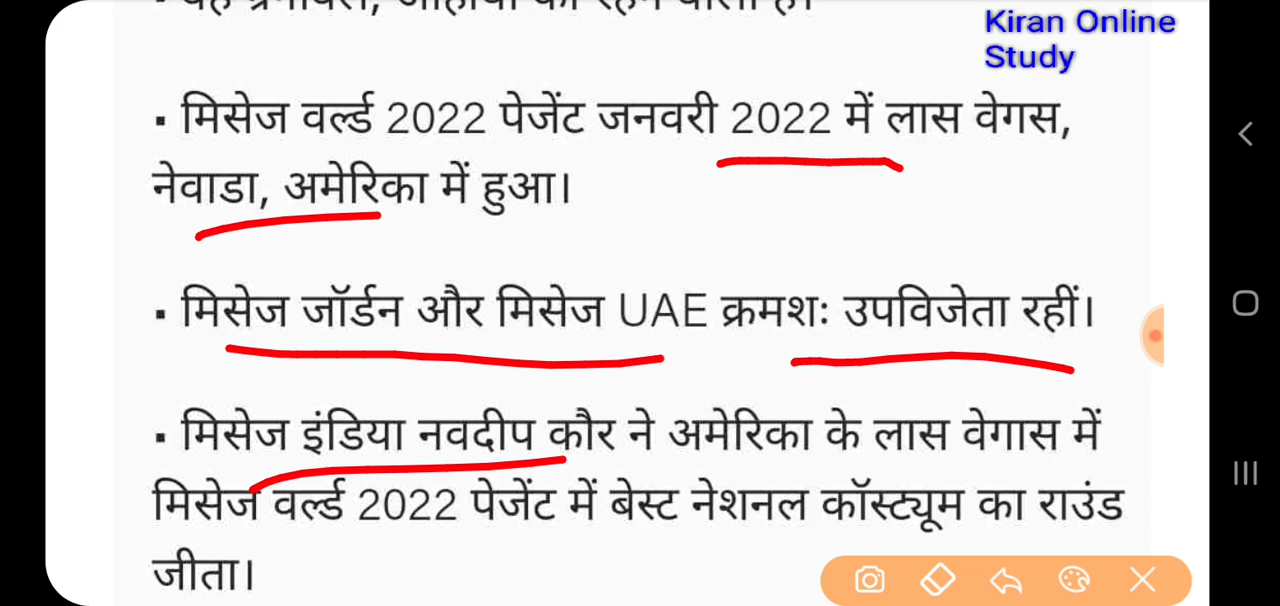 Kiran Online
Study
▪ मिसेज वर्ल्ड 2022 पेजेंट जनवरी 2022 में लास वेगस,
नेवाडा, अमेरिका में हुआ।
▪ मिसेज जॉर्डन और मिसेज UAE क्रमशः उपविजेता रहीं।
▪ मिसेज इंडिया नवदीप कौर ने अमेरिका के लास वेगास में
मिसेज वर्ल्ड 2022 पेजेंट में बेस्ट नेशनल कॉस्ट्यूम का राउंड
जीता।